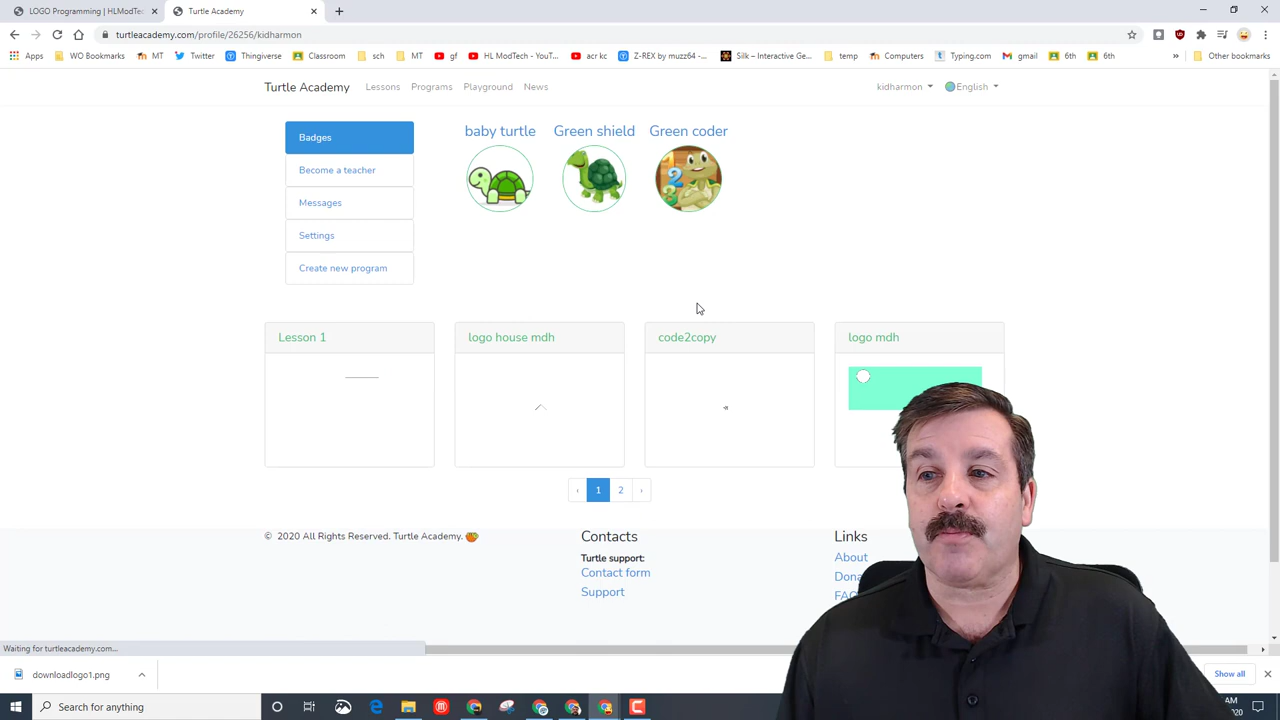 LOGO Programming | HLModTec
Turtle Academy
turtleacademy.com/profile/26256/kidharmon
Apps WO Bookmarks MT Twitter Thingiverse Classroom sch MT gf HL ModTech - YouT... acr kc Z-REX by muzz64 -... Silk – Interactive Ge... temp Computers Typing.com gmail 6th 6th » Other bookmarks
Turtle Academy Lessons Programs Playground News kidharmon English
Badges
Become a teacher
Messages
Settings
Create new program
baby turtle Green shield Green coder
2
Lesson 1 logo house mdh code2copy logo mdh
‹ 1 2 ›
© 2020 All Rights Reserved. Turtle Academy.
Contacts
Turtle support:
Contact form
Support
Links
About
FAQ
Waiting for turtleacademy.com...
downloadlogo1.png
Show all
Search for anything